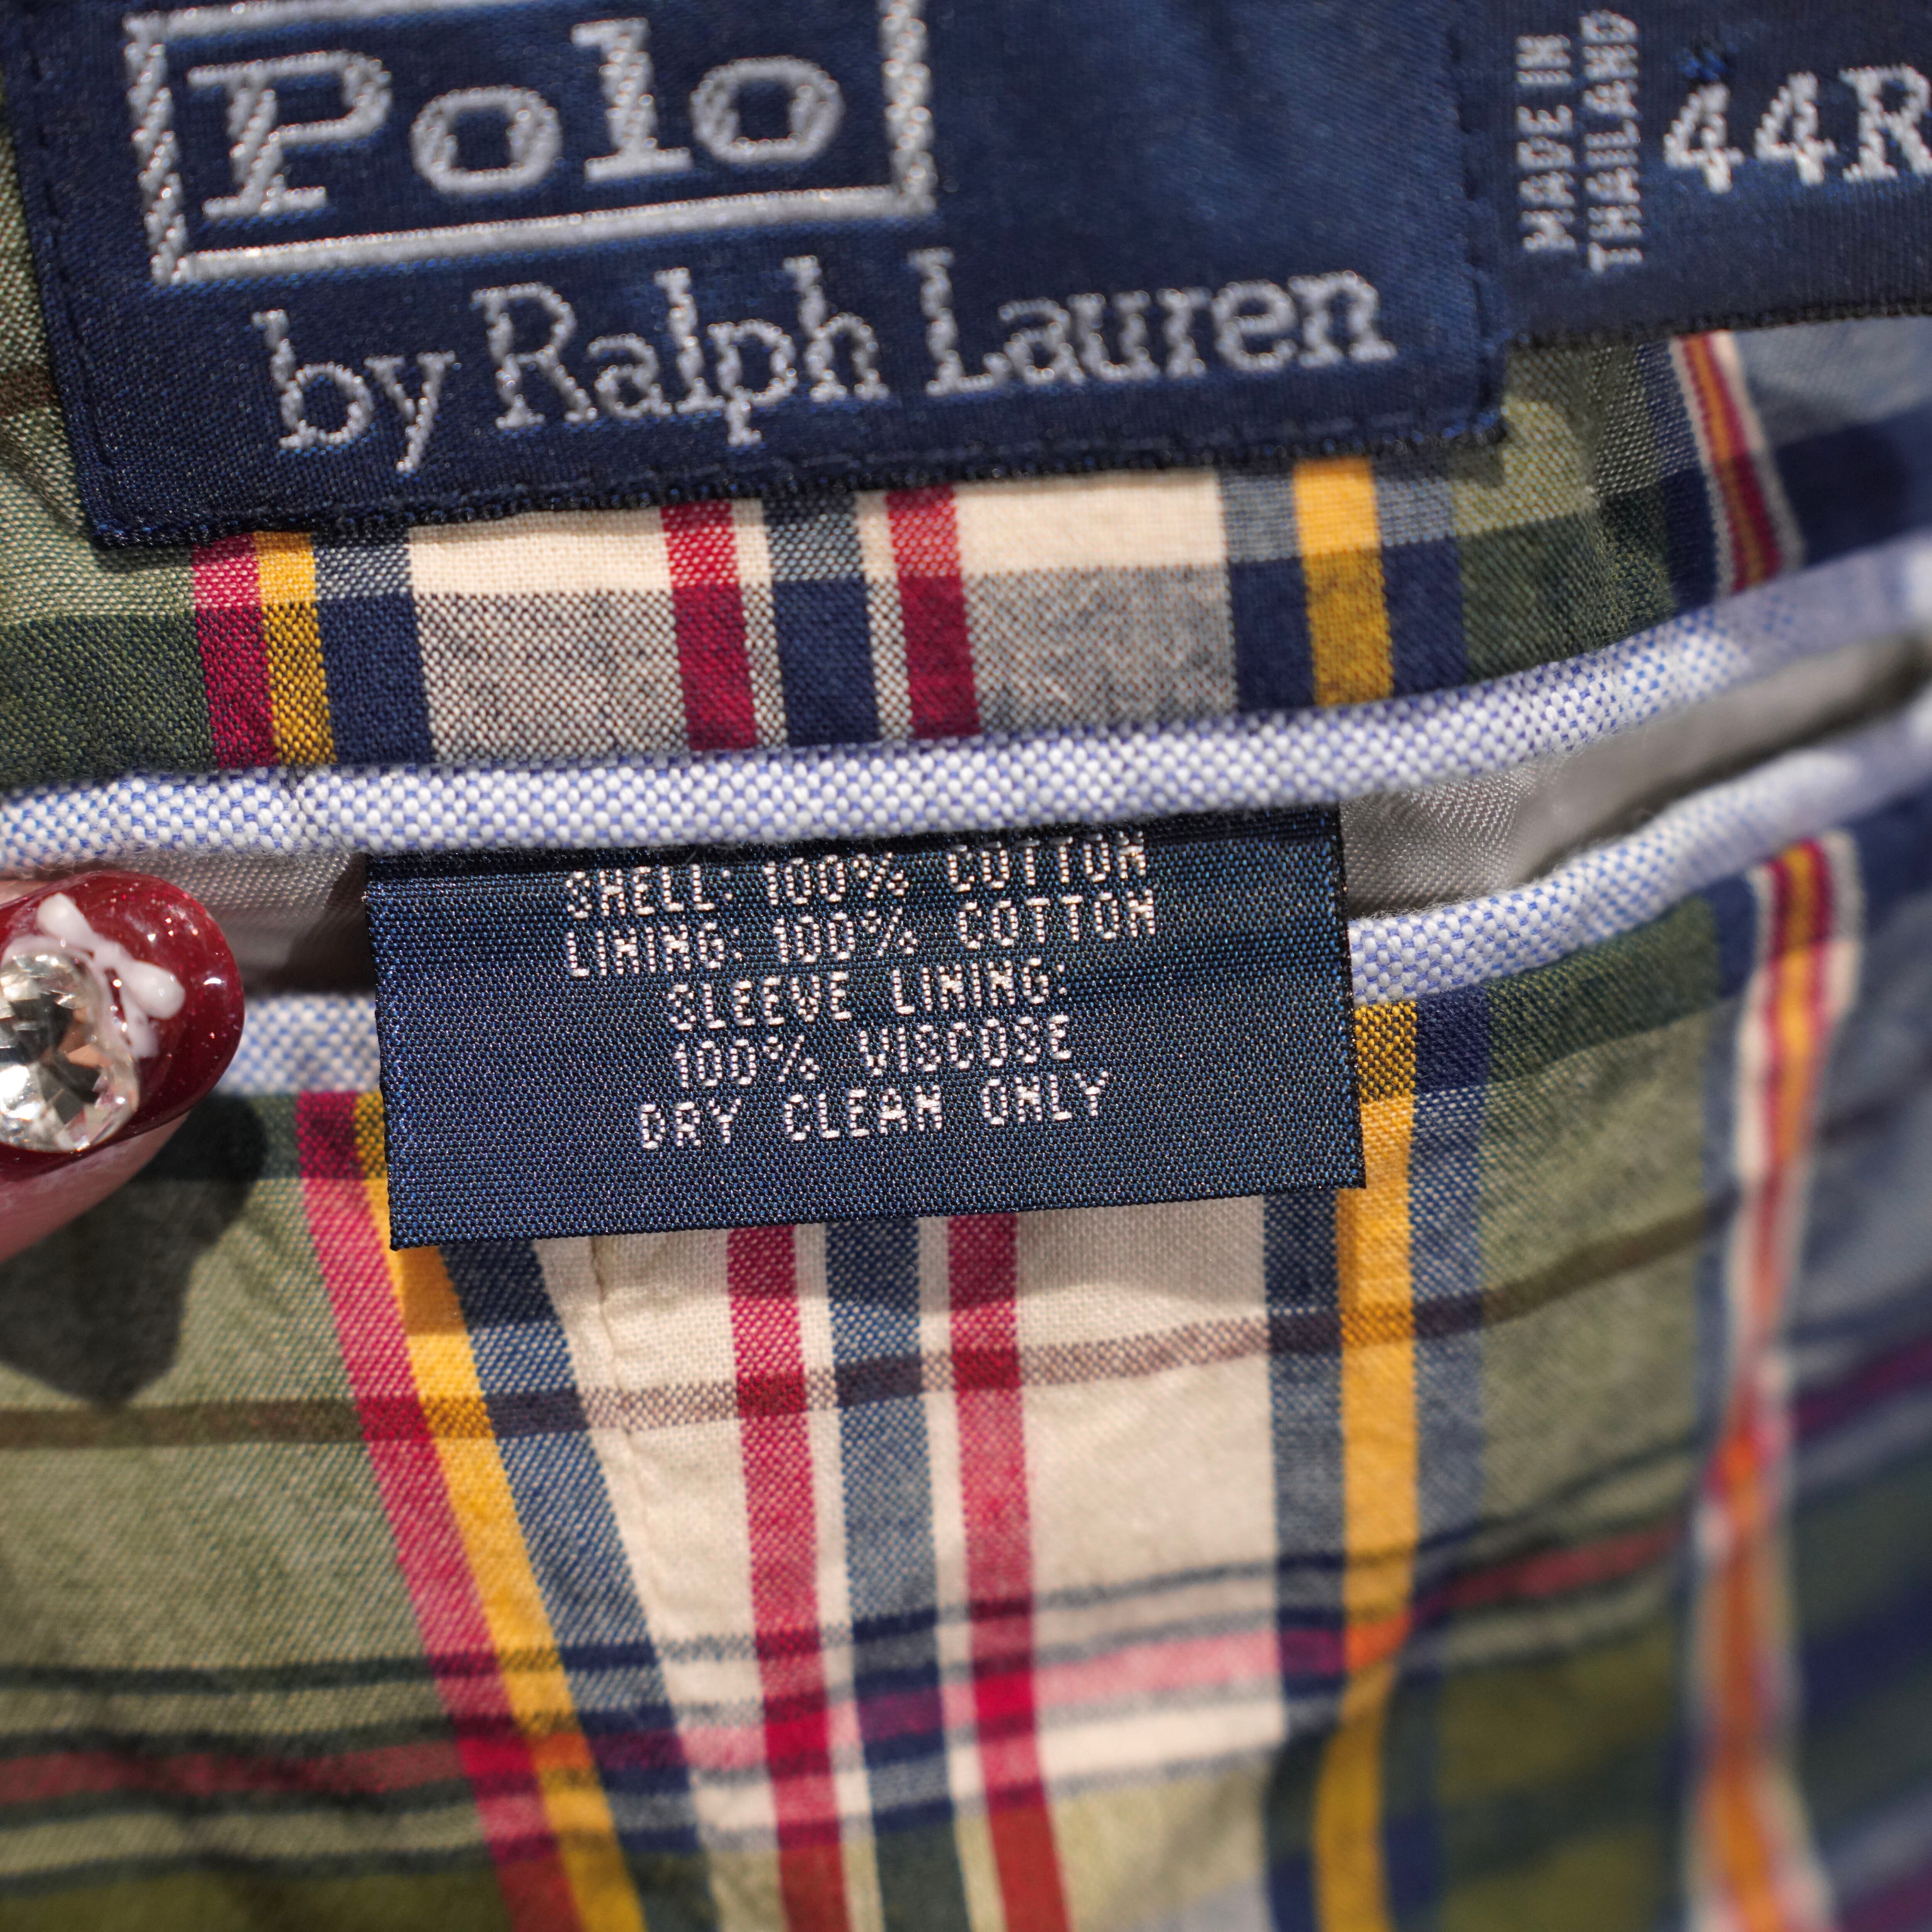 Polo
by Ralph Lauren
MADE IN
THAILAND
44R
SHELL: 100% COTTON
LINING: 100% COTTON
SLEEVE LINING:
100% VISCOSE
DRY CLEAN ONLY